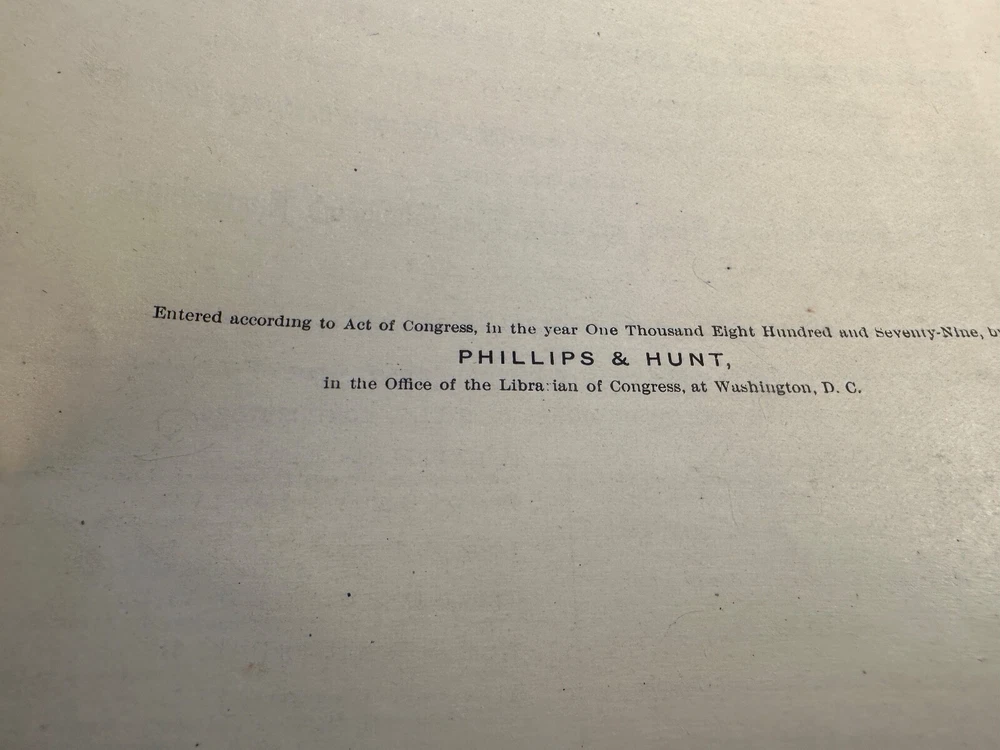 Entered according to Act of Congress, in the year One Thousand Eight Hundred and Seventy-Nine, by
PHILLIPS & HUNT,
in the Office of the Librarian of Congress, at Washington, D. C.